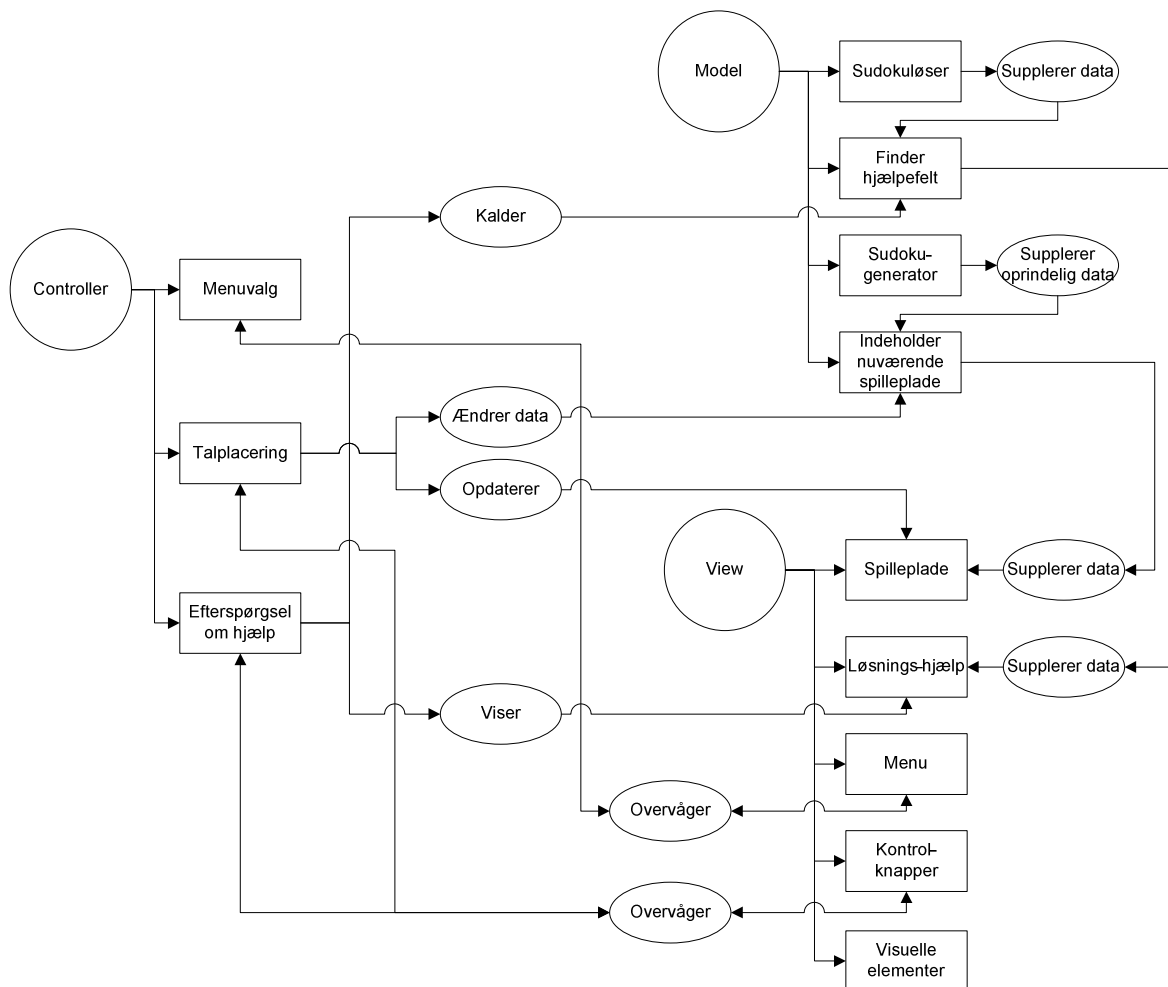 Model
Sudokuløser
Supplerer data
Finder
hjælpefelt
Kalder
Controller
Menuvalg
Sudoku-
generator
Supplerer
oprindelig data
Indeholder
nuværende
spilleplade
Talplacering
Ændrer data
Opdaterer
View
Spilleplade
Supplerer data
Efterspørgsel
om hjælp
Løsnings-hjælp
Supplerer data
Viser
Menu
Overvåger
Kontrol-
knapper
Overvåger
Visuelle
elementer